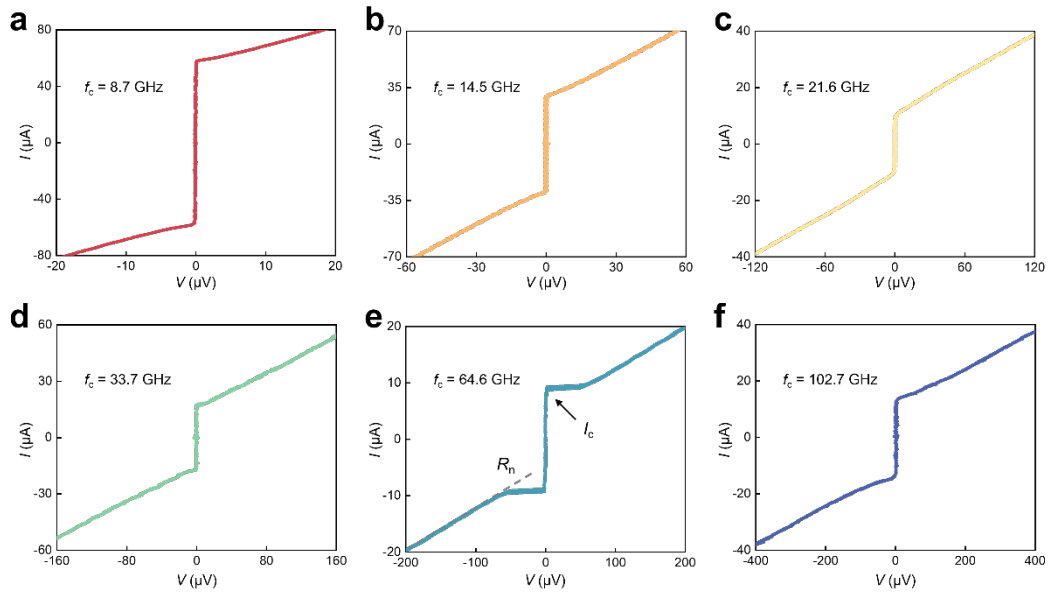 a
80
40
0
-40
-80
I (µA)
f_c = 8.7 GHz
-20
-10
0
10
20
V (µV)
b
70
35
0
-35
-70
I (µA)
f_c = 14.5 GHz
-60
-30
0
30
60
V (µV)
c
40
20
0
-20
-40
I (µA)
f_c = 21.6 GHz
-120
-60
0
60
120
V (µV)
d
60
30
0
-30
-60
I (µA)
f_c = 33.7 GHz
-160
-80
0
80
160
V (µV)
e
20
10
0
-10
-20
I (µA)
f_c = 64.6 GHz
I_c
R_n
-200
-100
0
100
200
V (µV)
f
40
20
0
-20
-40
I (µA)
f_c = 102.7 GHz
-400
-200
0
200
400
V (µV)